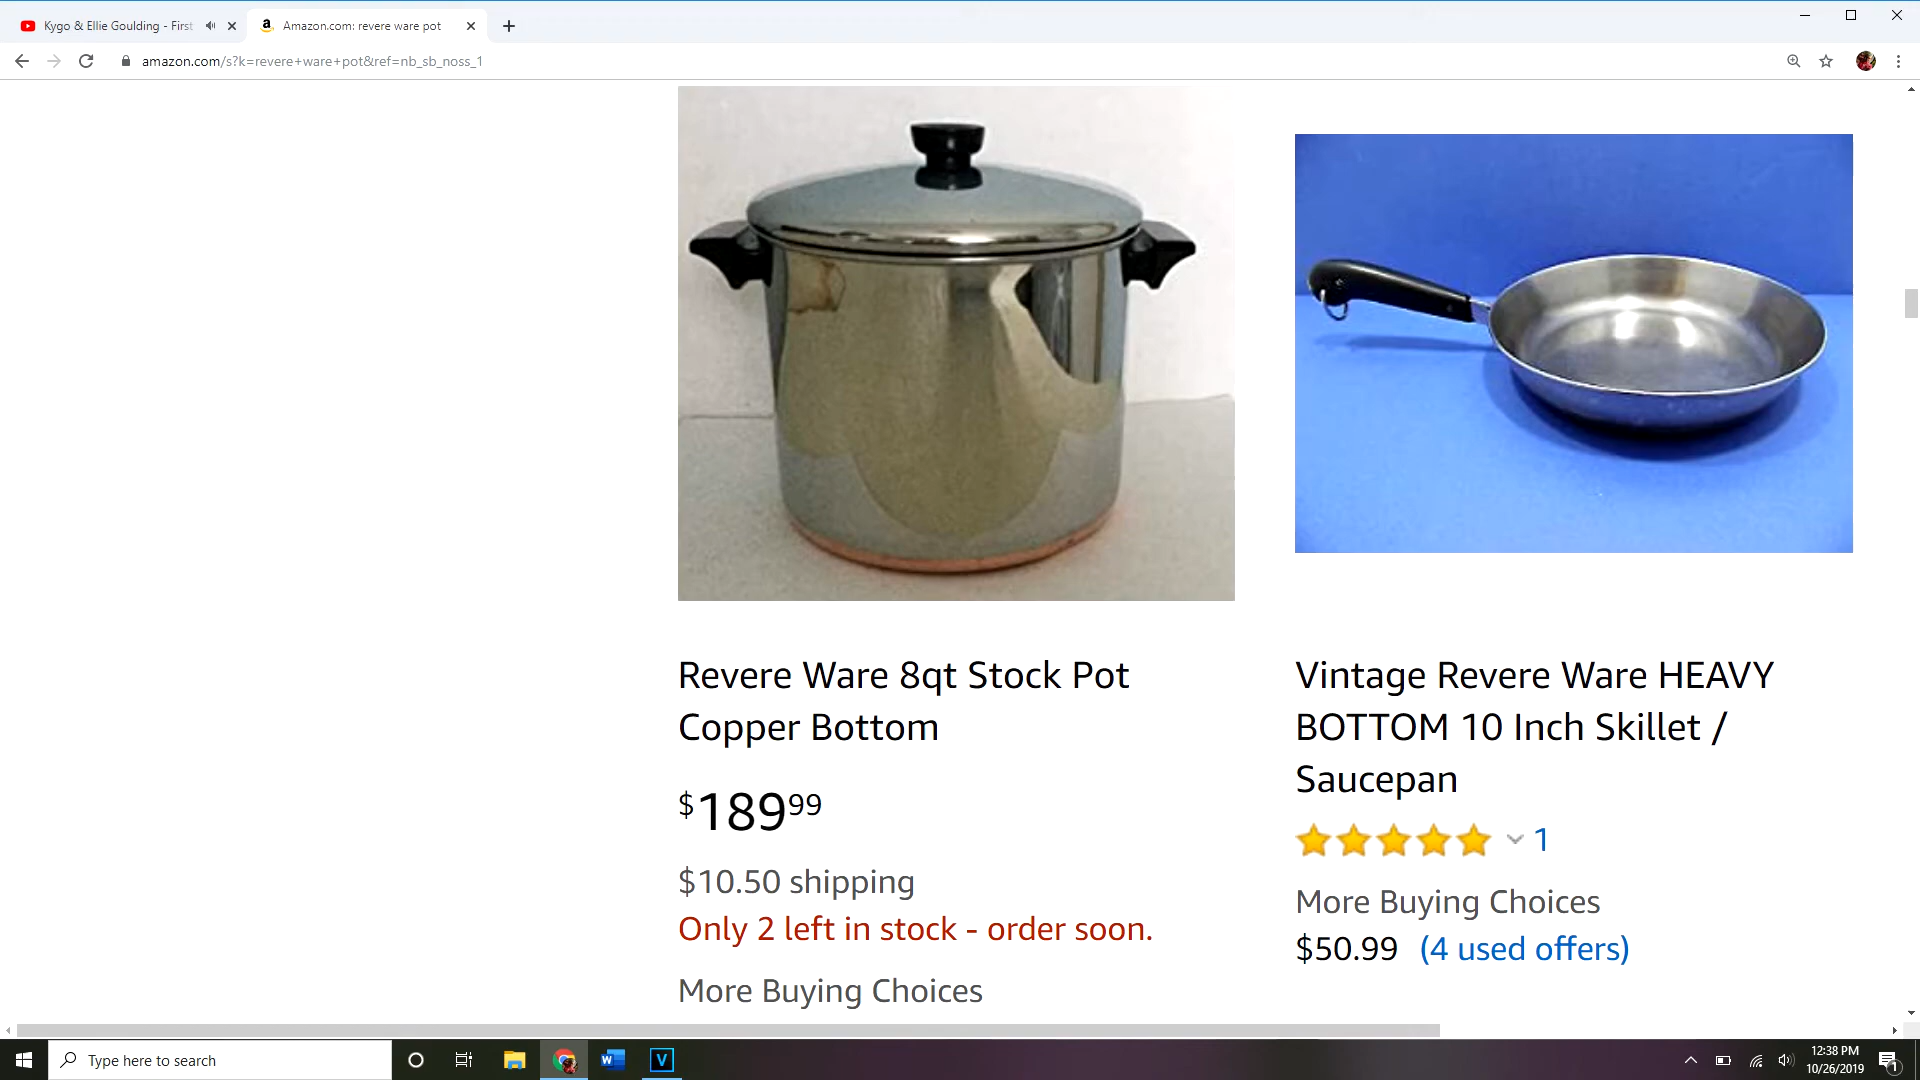 Kygo & Ellie Goulding - First
Amazon.com: revere ware pot
amazon.com/s?k=revere+ware+pot&ref=nb_sb_noss_1
Revere Ware 8qt Stock Pot
Copper Bottom
$189.99
$10.50 shipping
Only 2 left in stock - order soon.
More Buying Choices
Vintage Revere Ware HEAVY
BOTTOM 10 Inch Skillet /
Saucepan
1
More Buying Choices
$50.99 (4 used offers)
Type here to search
12:38 PM
10/26/2019
1